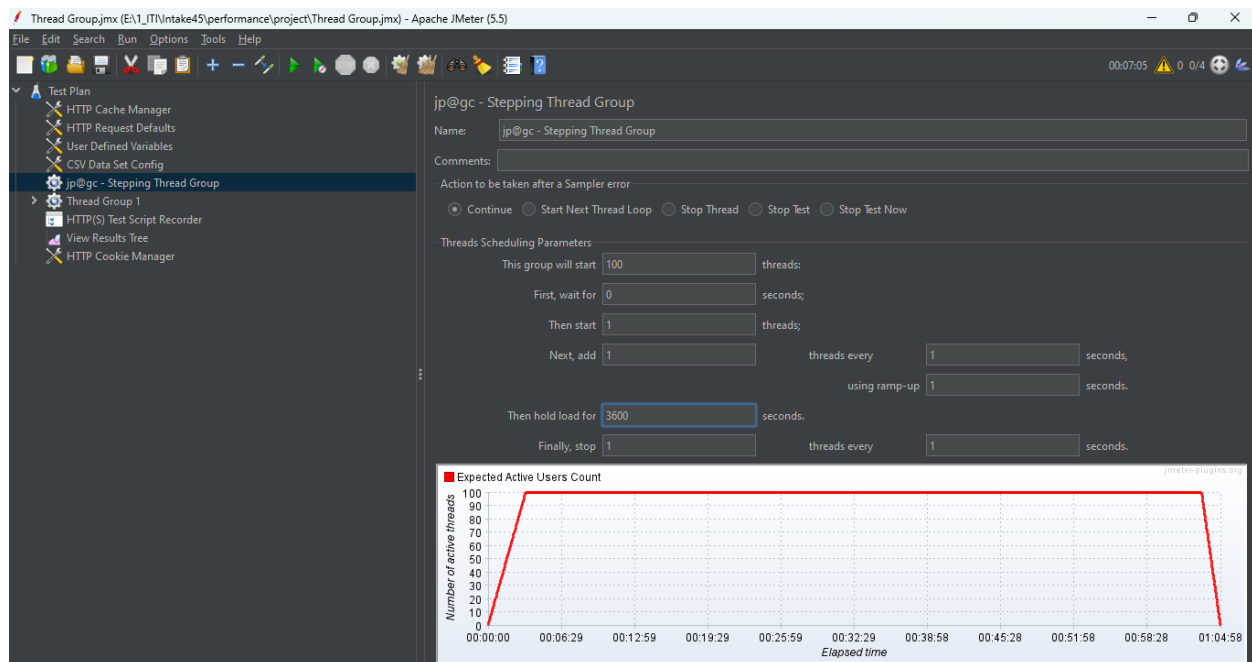 Thread Group.jmx (E:\1_ITI\Intake45\performance\project\Thread Group.jmx) - Apache JMeter (5.5)
File Edit Search Run Options Tools Help
00:07:05 0 0/4
Test Plan
HTTP Cache Manager
HTTP Request Defaults
User Defined Variables
CSV Data Set Config
jp@gc - Stepping Thread Group
Thread Group 1
HTTP(S) Test Script Recorder
View Results Tree
HTTP Cookie Manager
jp@gc - Stepping Thread Group
Name: jp@gc - Stepping Thread Group
Comments:
Action to be taken after a Sampler error
Continue Start Next Thread Loop Stop Thread Stop Test Stop Test Now
Threads Scheduling Parameters
This group will start 100 threads:
First, wait for 0 seconds;
Then start 1 threads;
Next, add 1 threads every 1 seconds,
using ramp-up 1 seconds.
Then hold load for 3600 seconds.
Finally, stop 1 threads every 1 seconds.
jmeter-plugins.org
Expected Active Users Count
Number of active threads
100
90
80
70
60
50
40
30
20
10
0
00:00:00 00:06:29 00:12:59 00:19:29 00:25:59 00:32:29 00:38:58 00:45:28 00:51:58 00:58:28 01:04:58
Elapsed time